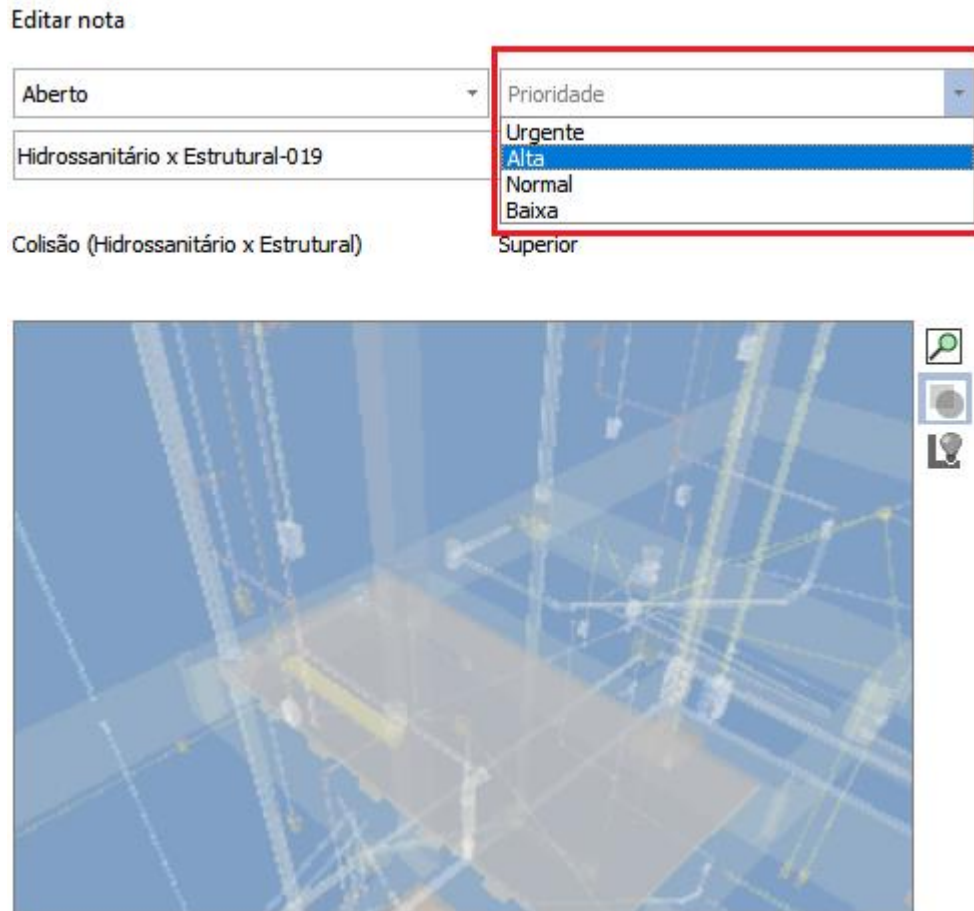 Editar nota
Aberto
Prioridade
Urgente
Hidrossanitário x Estrutural-019
Alta
Normal
Baixa
Colisão (Hidrossanitário x Estrutural)
Superior